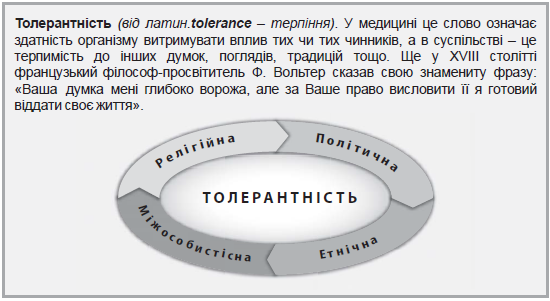 Толерантність (від латин.tolerance – терпіння). У медицині це слово означає
здатність організму витримувати вплив тих чи тих чинників, а в суспільстві – це
терпимість до інших думок, поглядів, традицій тощо. Ще у XVIII столітті
французький філософ-просвітитель Ф. Вольтер сказав свою знамениту фразу:
«Ваша думка мені глибоко ворожа, але за Ваше право висловити її я готовий
віддати своє життя».
Релігійна
Політична
ТОЛЕРАНТНІСТЬ
Міжособистісна
Етнічна